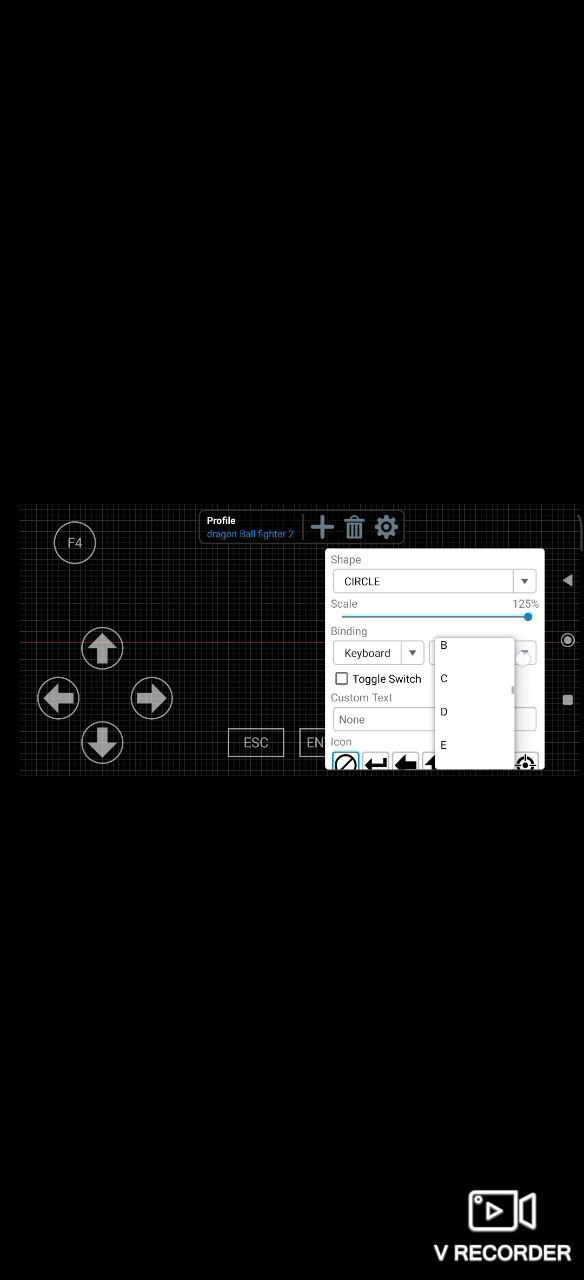 Profile
dragon Ball fighter 2
F4
Shape
CIRCLE
Scale 125%
Binding
Keyboard
B
C
D
E
Toggle Switch
Custom Text
None
Icon
ESC
EN
V RECORDER